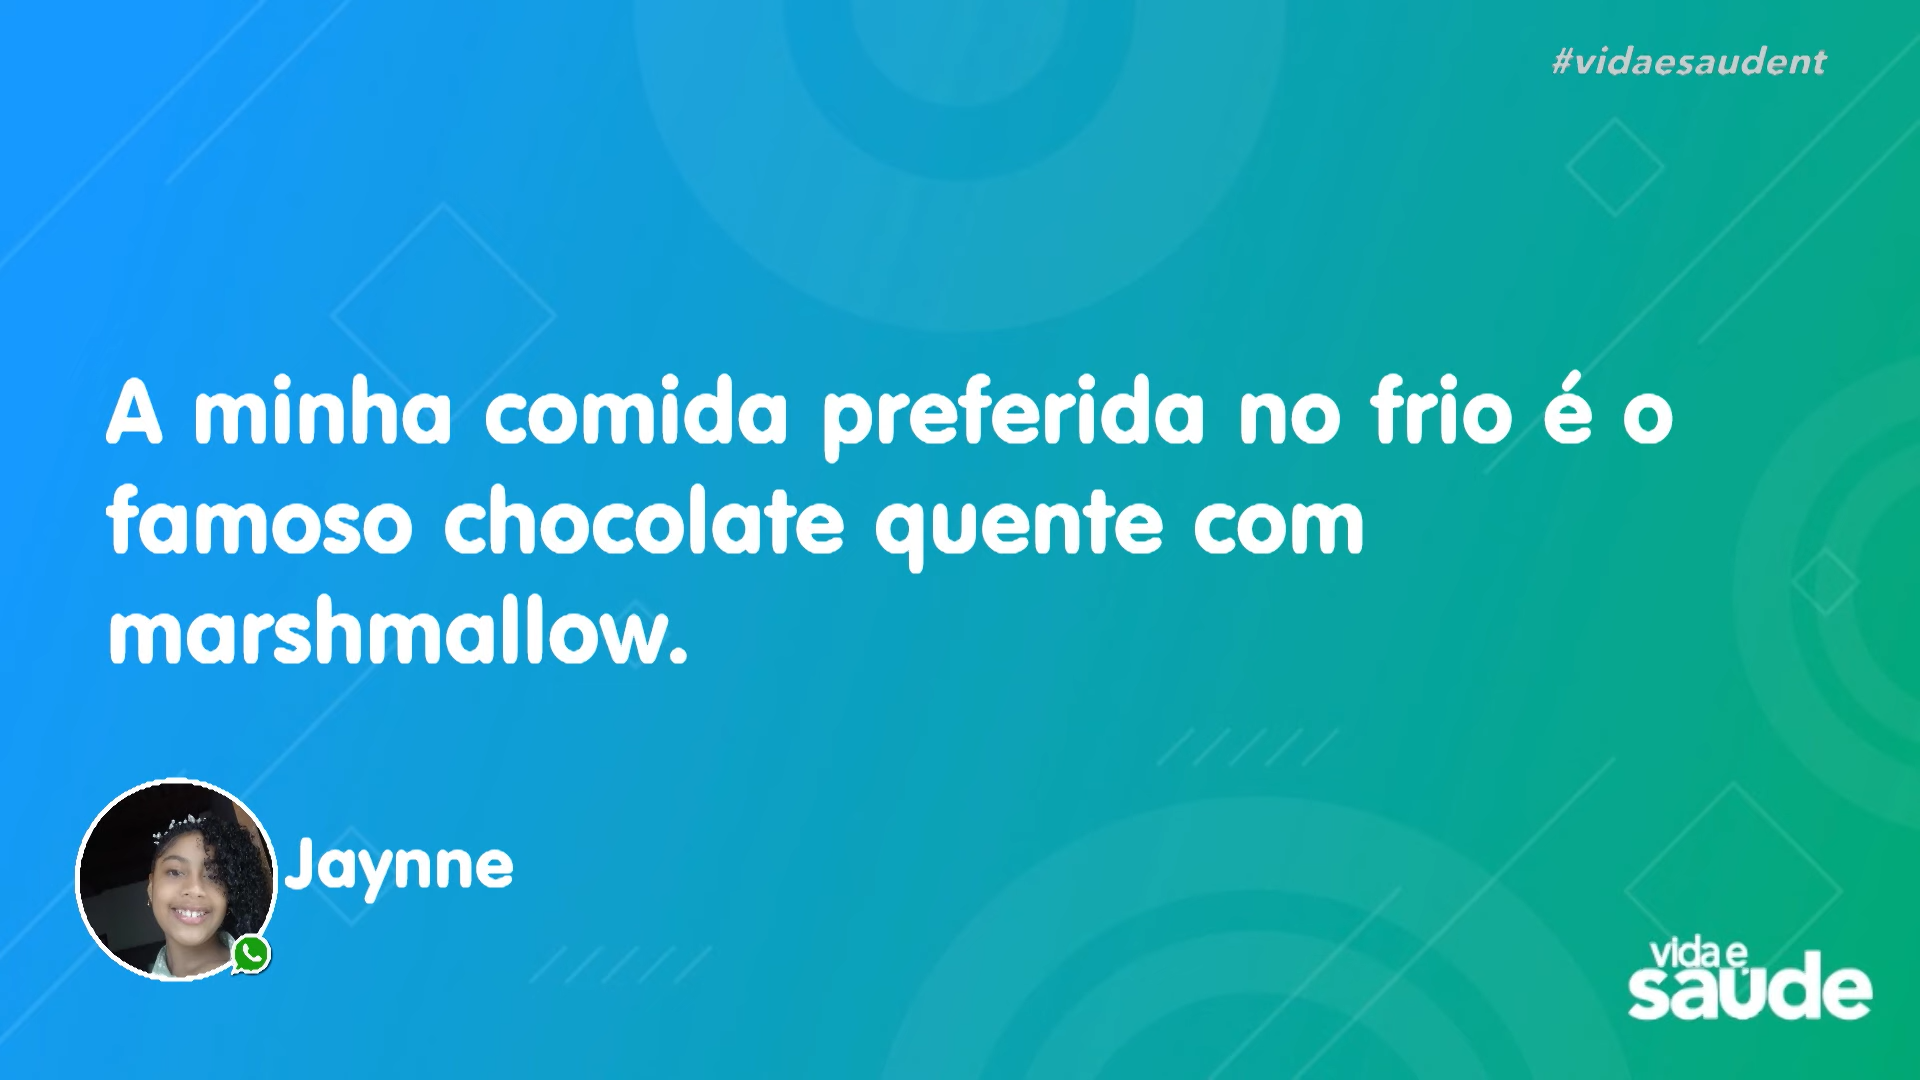 #vidaesaudent
A minha comida preferida no frio é o
famoso chocolate quente com
marshmallow.
Jaynne
vida e
saúde